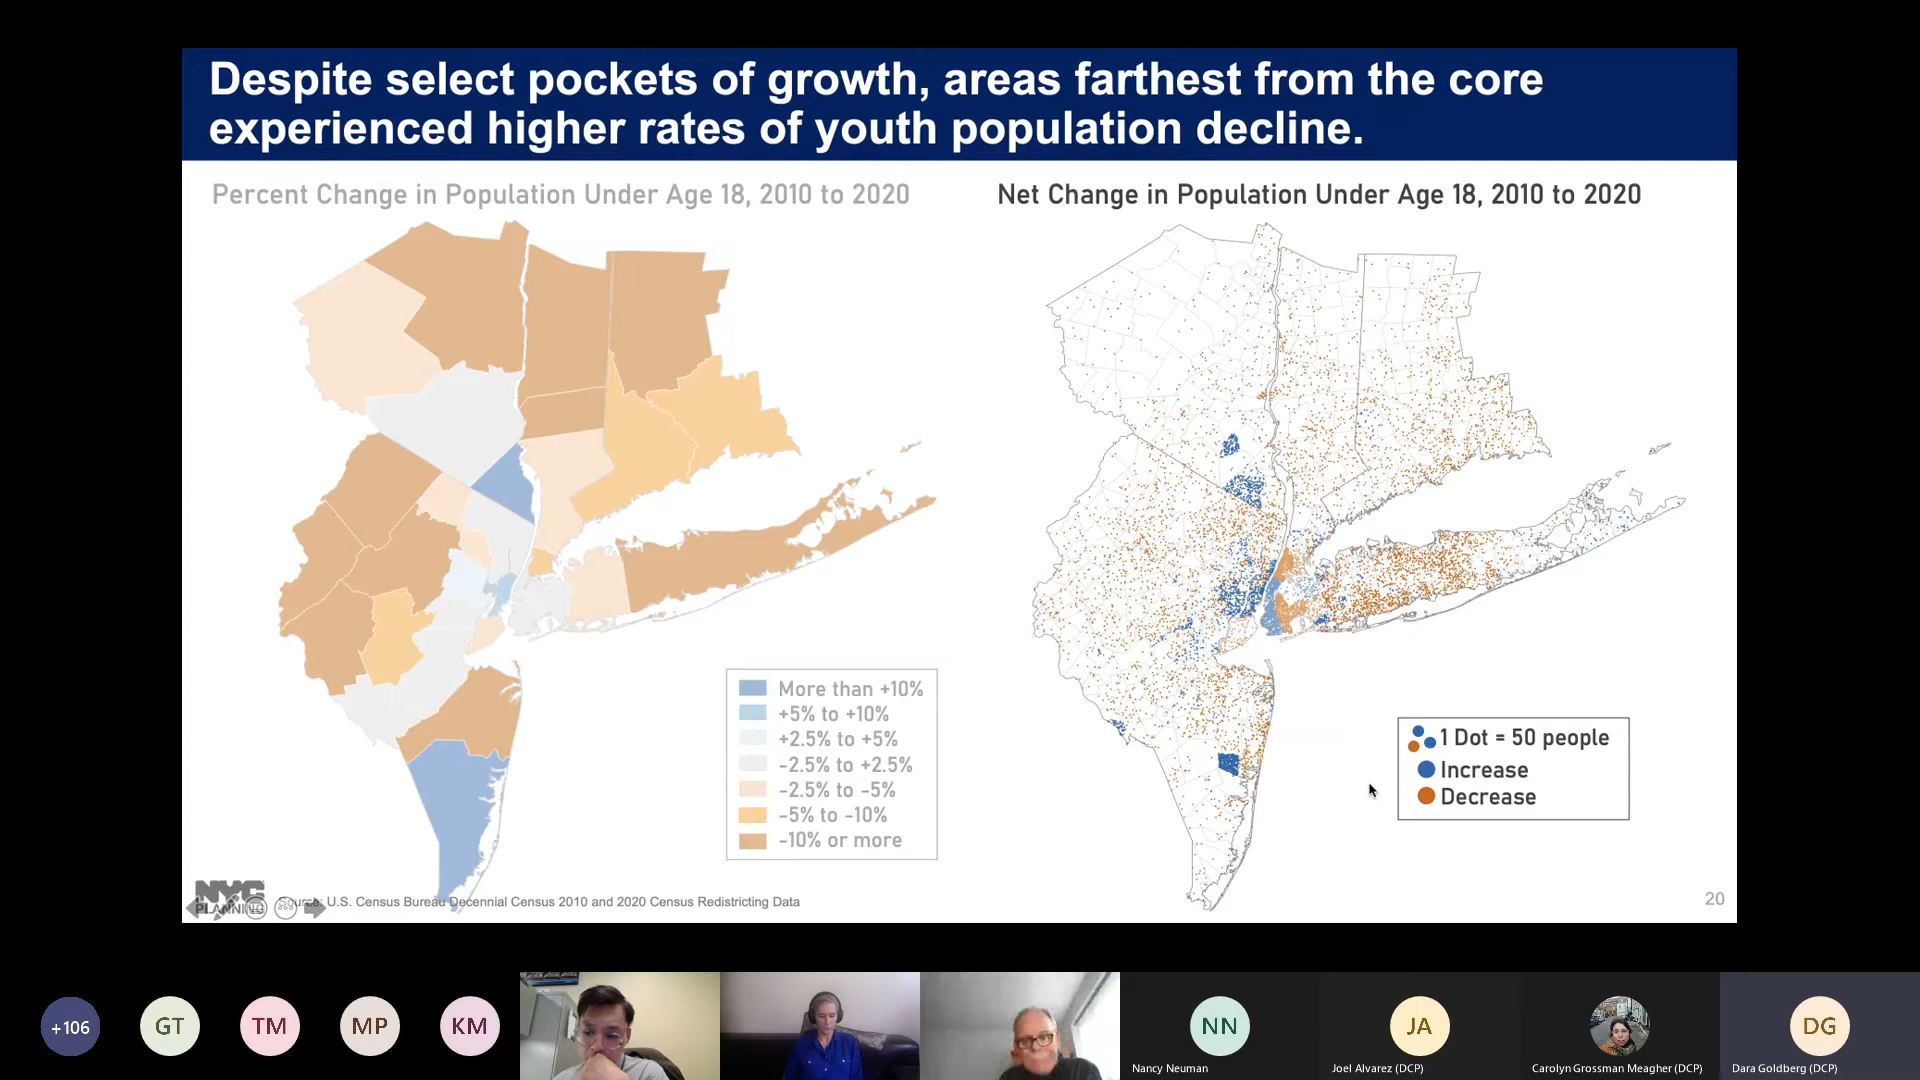 Despite select pockets of growth, areas farthest from the core
experienced higher rates of youth population decline.
Percent Change in Population Under Age 18, 2010 to 2020
Net Change in Population Under Age 18, 2010 to 2020
More than +10%
+5% to +10%
+2.5% to +5%
-2.5% to +2.5%
-2.5% to -5%
-5% to -10%
-10% or more
1 Dot = 50 people
Increase
Decrease
NYC
PLANNING
Source: U.S. Census Bureau Decennial Census 2010 and 2020 Census Redistricting Data
20
+106
GT
TM
MP
KM
NN
JA
DG
Nancy Neuman
Joel Alvarez (DCP)
Carolyn Grossman Meagher (DCP)
Dara Goldberg (DCP)